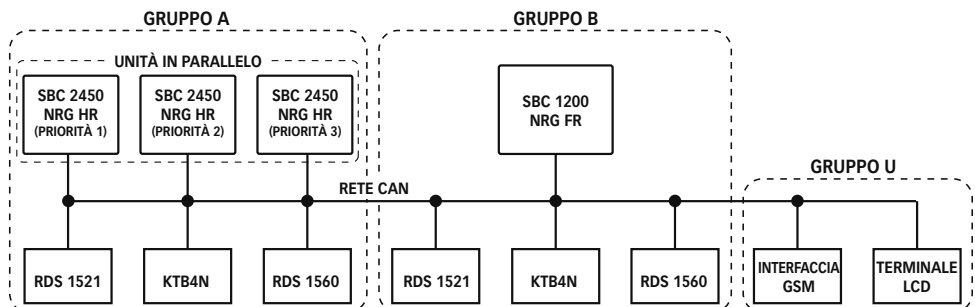 GRUPPO A
GRUPPO B
UNITÀ IN PARALLELO
SBC 2450
NRG HR
(PRIORITÀ 1)
SBC 2450
NRG HR
(PRIORITÀ 2)
SBC 2450
NRG HR
(PRIORITÀ 3)
SBC 1200
NRG FR
GRUPPO U
RETE CAN
RDS 1521
KTB4N
RDS 1560
RDS 1521
KTB4N
RDS 1560
INTERFACCIA
GSM
TERMINALE
LCD